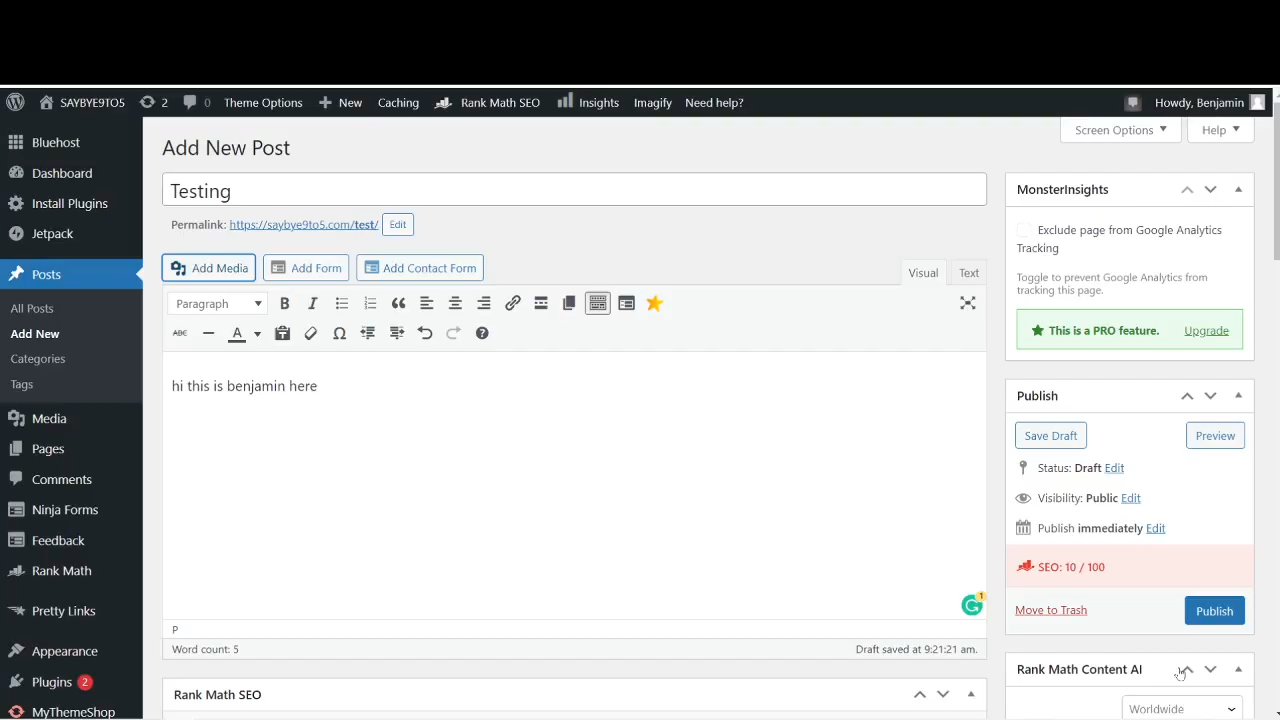 SAYBYE9TO5 2 0 Theme Options New Caching Rank Math SEO Insights Imagify Need help? Howdy, Benjamin
Bluehost
Dashboard
Install Plugins
Jetpack
Posts
All Posts
Add New
Categories
Tags
Media
Pages
Comments
Ninja Forms
Feedback
Rank Math
Pretty Links
Appearance
Plugins 2
MyThemeShop
Screen Options Help
Add New Post
Testing
Permalink: https://saybye9to5.com/test/ Edit
Add Media Add Form Add Contact Form
Visual Text
Paragraph B I
ABC A
hi this is benjamin here
1
P
Word count: 5 Draft saved at 9:21:21 am.
Rank Math SEO
MonsterInsights
Exclude page from Google Analytics
Tracking
Toggle to prevent Google Analytics from
tracking this page.
This is a PRO feature. Upgrade
Publish
Save Draft Preview
Status: Draft Edit
Visibility: Public Edit
Publish immediately Edit
SEO: 10 / 100
Move to Trash Publish
Rank Math Content AI
Worldwide